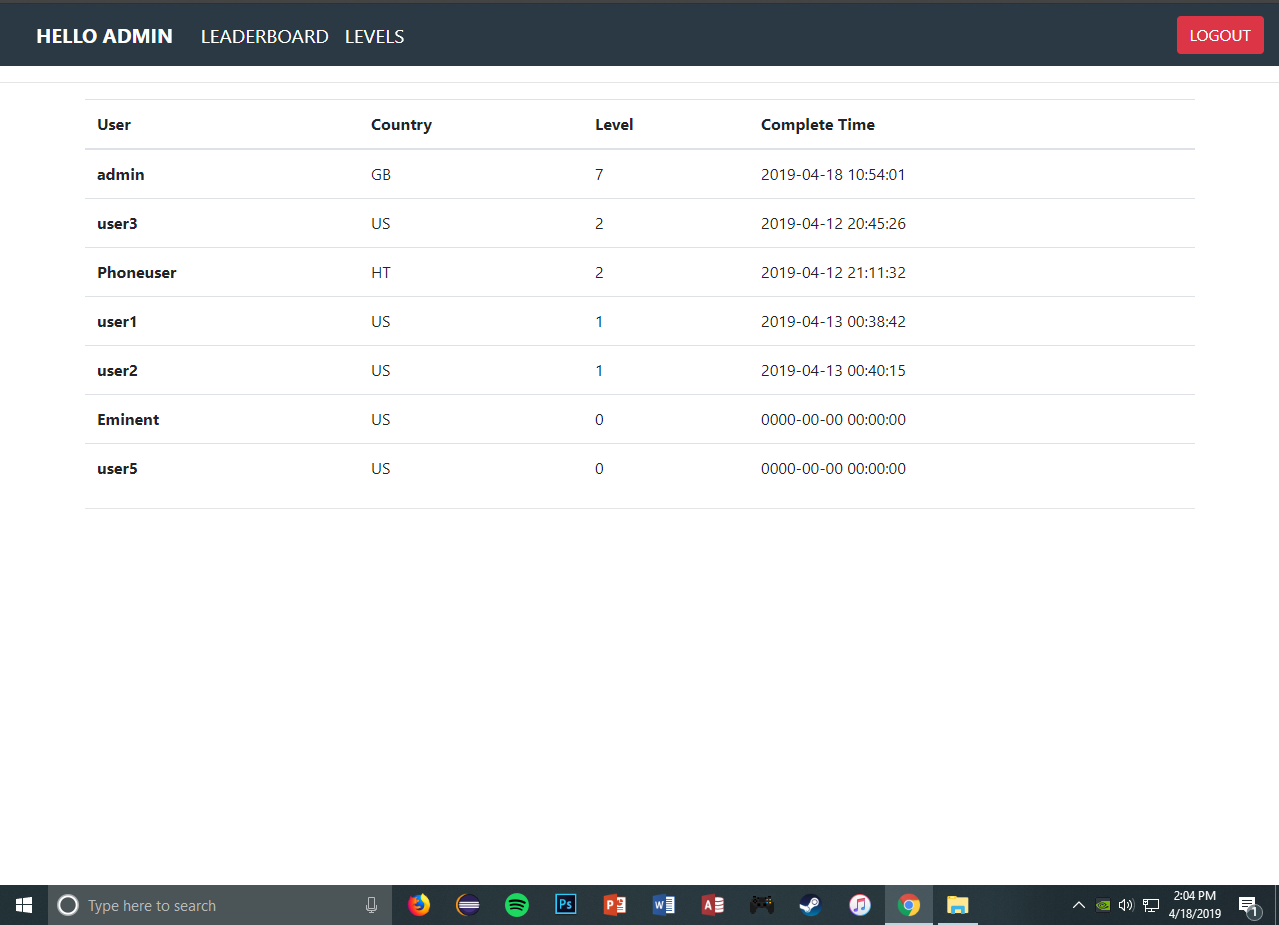 HELLO ADMIN LEADERBOARD LEVELS LOGOUT
User Country Level Complete Time
admin GB 7 2019-04-18 10:54:01
user3 US 2 2019-04-12 20:45:26
Phoneuser HT 2 2019-04-12 21:11:32
user1 US 1 2019-04-13 00:38:42
user2 US 1 2019-04-13 00:40:15
Eminent US 0 0000-00-00 00:00:00
user5 US 0 0000-00-00 00:00:00
Type here to search Ps P W A 2:04 PM
4/18/2019 1